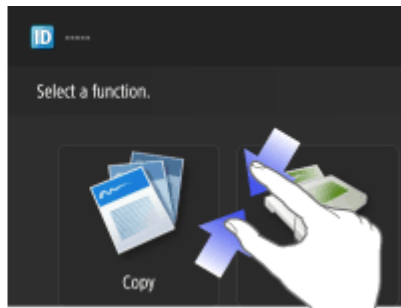 ID -----
Select a function.
Copy